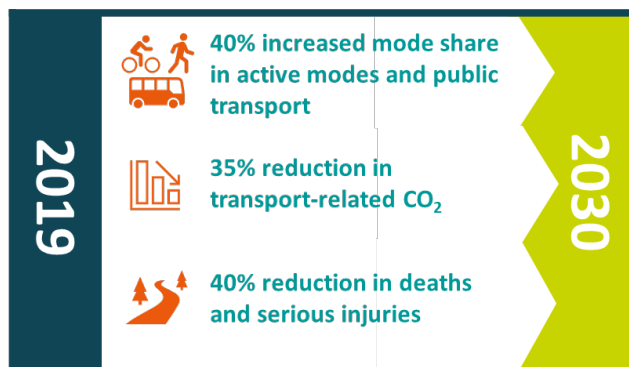 2019
40% increased mode share
in active modes and public
transport
35% reduction in
transport-related CO₂
40% reduction in deaths
and serious injuries
2030